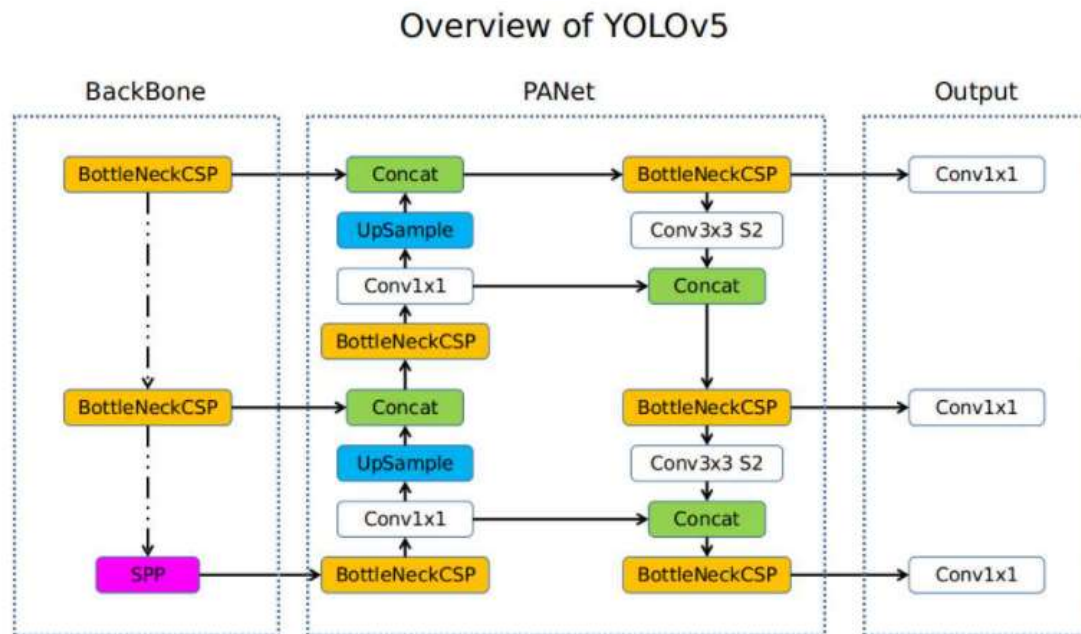 Overview of YOLOv5
BackBone
PANet
Output
BottleNeckCSP
Concat
BottleNeckCSP
Conv1x1
UpSample
Conv3x3 S2
Conv1x1
Concat
BottleNeckCSP
BottleNeckCSP
Concat
BottleNeckCSP
Conv1x1
UpSample
Conv3x3 S2
Conv1x1
Concat
SPP
BottleNeckCSP
BottleNeckCSP
Conv1x1